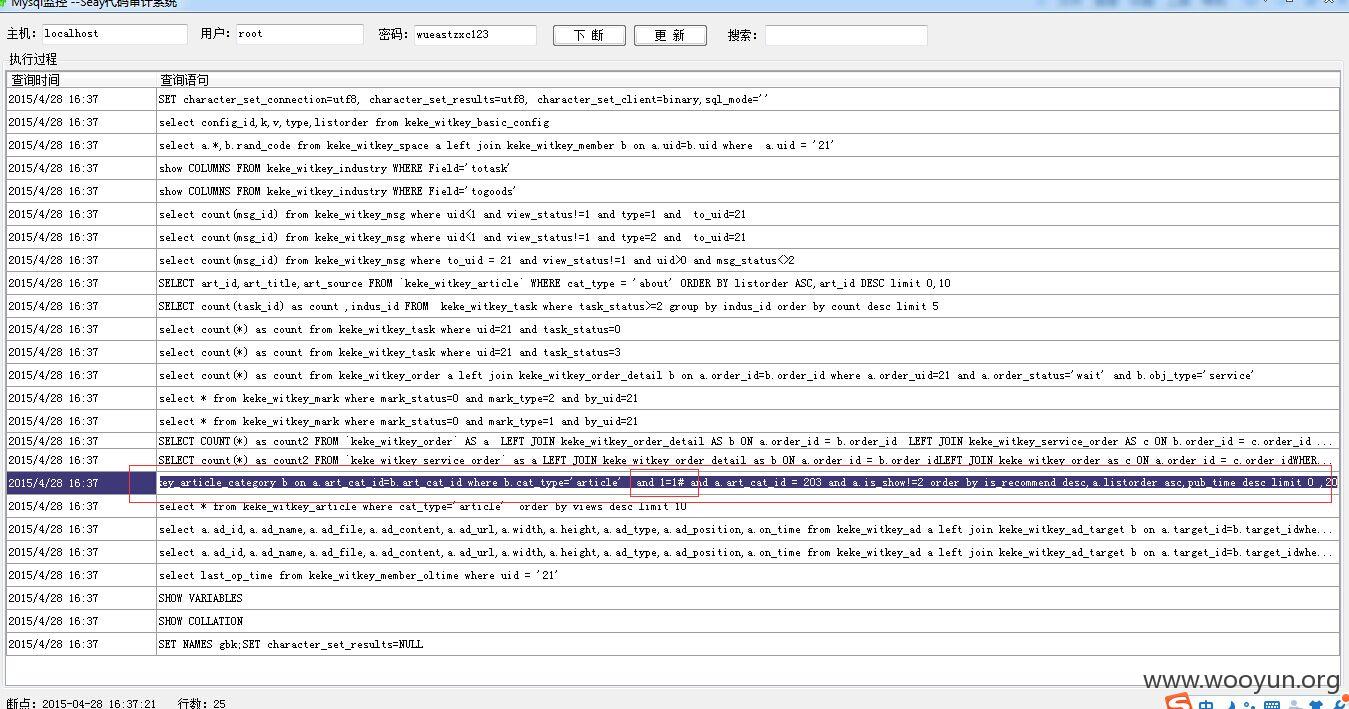 Mysql监控 --Seay代码审计系统
主机: localhost 用户: root 密码: wueastzxc123 下 断 更 新 搜索:
执行过程
查询时间 查询语句
2015/4/28 16:37 SET character_set_connection=utf8, character_set_results=utf8, character_set_client=binary,sql_mode=''
2015/4/28 16:37 select config_id,k,v,type,listorder from keke_witkey_basic_config
2015/4/28 16:37 select a.*,b.rand_code from keke_witkey_space a left join keke_witkey_member b on a.uid=b.uid where  a.uid = '21'
2015/4/28 16:37 show COLUMNS FROM keke_witkey_industry WHERE Field='totask'
2015/4/28 16:37 show COLUMNS FROM keke_witkey_industry WHERE Field='togoods'
2015/4/28 16:37 select count(msg_id) from keke_witkey_msg where uid<1 and view_status!=1 and type=1 and  to_uid=21
2015/4/28 16:37 select count(msg_id) from keke_witkey_msg where uid<1 and view_status!=1 and type=2 and  to_uid=21
2015/4/28 16:37 select count(msg_id) from keke_witkey_msg where to_uid = 21 and view_status!=1 and uid>0 and msg_status<>2
2015/4/28 16:37 SELECT art_id,art_title,art_source FROM `keke_witkey_article` WHERE cat_type = 'about' ORDER BY listorder ASC,art_id DESC limit 0,10
2015/4/28 16:37 SELECT count(task_id) as count ,indus_id FROM  keke_witkey_task where task_status>=2 group by indus_id order by count desc limit 5
2015/4/28 16:37 select count(*) as count from keke_witkey_task where uid=21 and task_status=0
2015/4/28 16:37 select count(*) as count from keke_witkey_task where uid=21 and task_status=3
2015/4/28 16:37 select count(*) as count from keke_witkey_order a left join keke_witkey_order_detail b on a.order_id=b.order_id where a.order_uid=21 and a.order_status='wait' and b.obj_type='service'
2015/4/28 16:37 select * from keke_witkey_mark where mark_status=0 and mark_type=2 and by_uid=21
2015/4/28 16:37 select * from keke_witkey_mark where mark_status=0 and mark_type=1 and by_uid=21
2015/4/28 16:37 SELECT COUNT(*) as count2 FROM `keke_witkey_order` AS a  LEFT JOIN keke_witkey_order_detail AS b ON a.order_id = b.order_id  LEFT JOIN keke_witkey_service_order AS c ON b.order_id = c.order_id ...
2015/4/28 16:37 SELECT count(*) as count2 FROM `keke_witkey_service_order` as a LEFT JOIN keke_witkey_order_detail as b ON a.order_id = b.order_idLEFT JOIN keke_witkey_order as c ON a.order_id = c.order_idWHER...
2015/4/28 16:37 ey_article_category b on a.art_cat_id=b.art_cat_id where b.cat_type='article'  and 1=1# and a.art_cat_id = 203 and a.is_show!=2 order by is_recommend desc,a.listorder asc,pub_time desc limit 0 ,20
2015/4/28 16:37 select * from keke_witkey_article where cat_type='article'  order by views desc limit 10
2015/4/28 16:37 select a.ad_id,a.ad_name,a.ad_file,a.ad_content,a.ad_url,a.width,a.height,a.ad_type,a.ad_position,a.on_time from keke_witkey_ad a left join keke_witkey_ad_target b on a.target_id=b.target_idwhe...
2015/4/28 16:37 select a.ad_id,a.ad_name,a.ad_file,a.ad_content,a.ad_url,a.width,a.height,a.ad_type,a.ad_position,a.on_time from keke_witkey_ad a left join keke_witkey_ad_target b on a.target_id=b.target_idwhe...
2015/4/28 16:37 select last_op_time from keke_witkey_member_oltime where uid = '21'
2015/4/28 16:37 SHOW VARIABLES
2015/4/28 16:37 SHOW COLLATION
2015/4/28 16:37 SET NAMES gbk;SET character_set_results=NULL
www.wooyun.org
断点: 2015-04-28 16:37:21 行数: 25
中